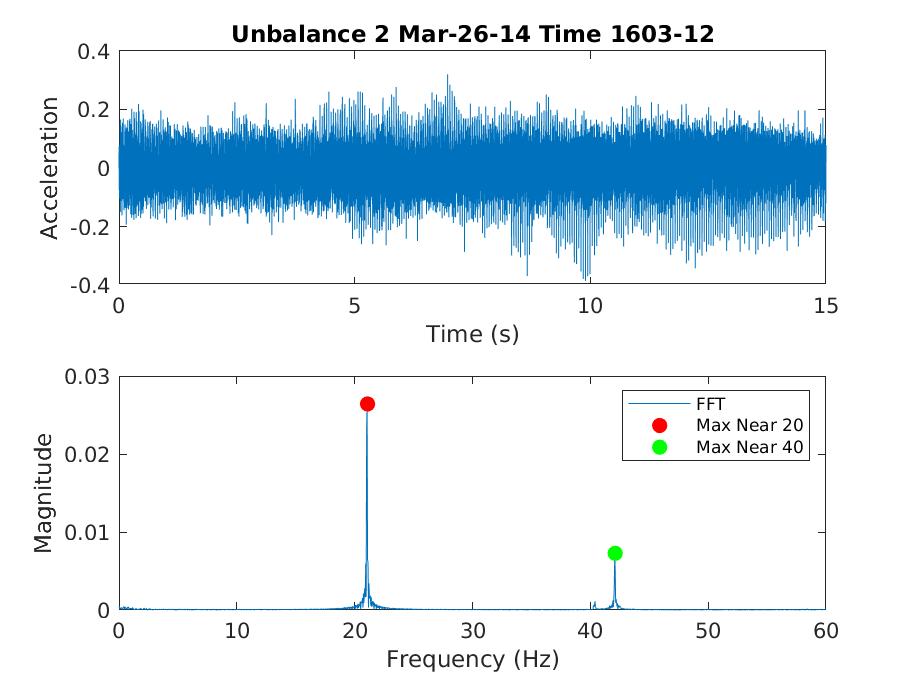 Unbalance 2 Mar-26-14 Time 1603-12
0.4
0.2
0
-0.2
-0.4
Acceleration
0 5 10 15
Time (s)
0.03
0.02
0.01
0
Magnitude
FFT
Max Near 20
Max Near 40
0 10 20 30 40 50 60
Frequency (Hz)